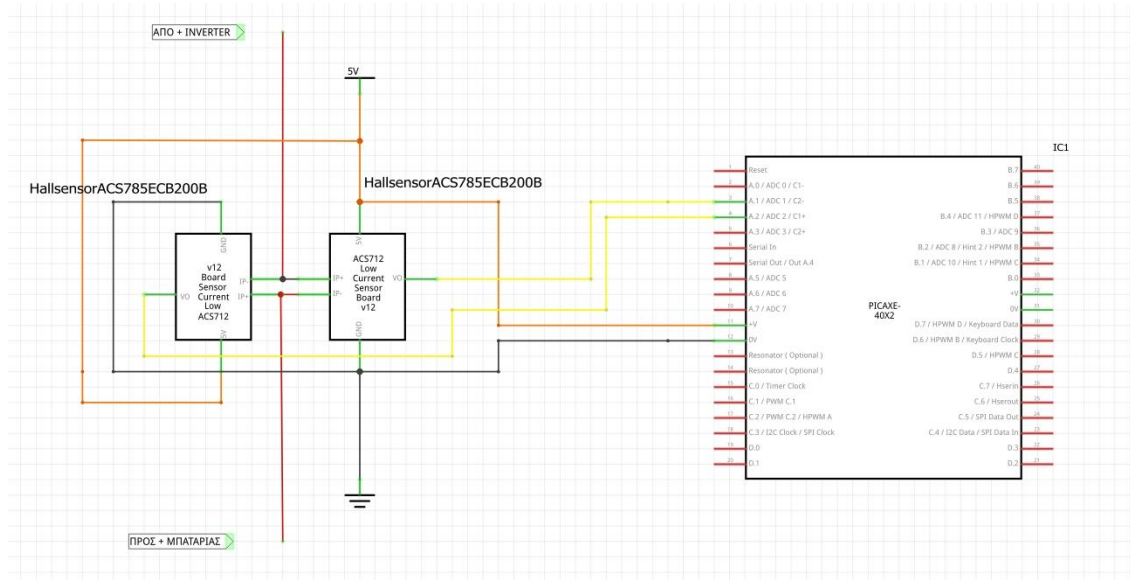 ΑΠΟ + INVERTER
5V
HallsensorACS785ECB200B
HallsensorACS785ECB200B
GND
v12
Board
Sensor
Current
Low
ACS712
IP-
IP+
VO
5V
5V
ACS712
Low
Current
Sensor
Board
v12
IP+
IP-
VO
GND
ΠΡΟΣ + ΜΠΑΤΑΡΙΑΣ
IC1
PICAXE-
40X2
1 Reset
2 A.0 / ADC 0 / C1-
3 A.1 / ADC 1 / C2-
4 A.2 / ADC 2 / C1+
5 A.3 / ADC 3 / C2+
6 Serial In
7 Serial Out / Out A.4
8 A.5 / ADC 5
9 A.6 / ADC 6
10 A.7 / ADC 7
11 +V
12 0V
13 Resonator ( Optional )
14 Resonator ( Optional )
15 C.0 / Timer Clock
16 C.1 / PWM C.1
17 C.2 / PWM C.2 / HPWM A
18 C.3 / I2C Clock / SPI Clock
19 D.0
20 D.1
B.7 40
B.6 39
B.5 38
B.4 / ADC 11 / HPWM D 37
B.3 / ADC 9 36
B.2 / ADC 8 / Hint 2 / HPWM B 35
B.1 / ADC 10 / Hint 1 / HPWM C 34
B.0 33
+V 32
0V 31
D.7 / HPWM D / Keyboard Data 30
D.6 / HPWM B / Keyboard Clock 29
D.5 / HPWM C 28
D.4 27
C.7 / Hserin 26
C.6 / Hserout 25
C.5 / SPI Data Out 24
C.4 / I2C Data / SPI Data In 23
D.3 22
D.2 21